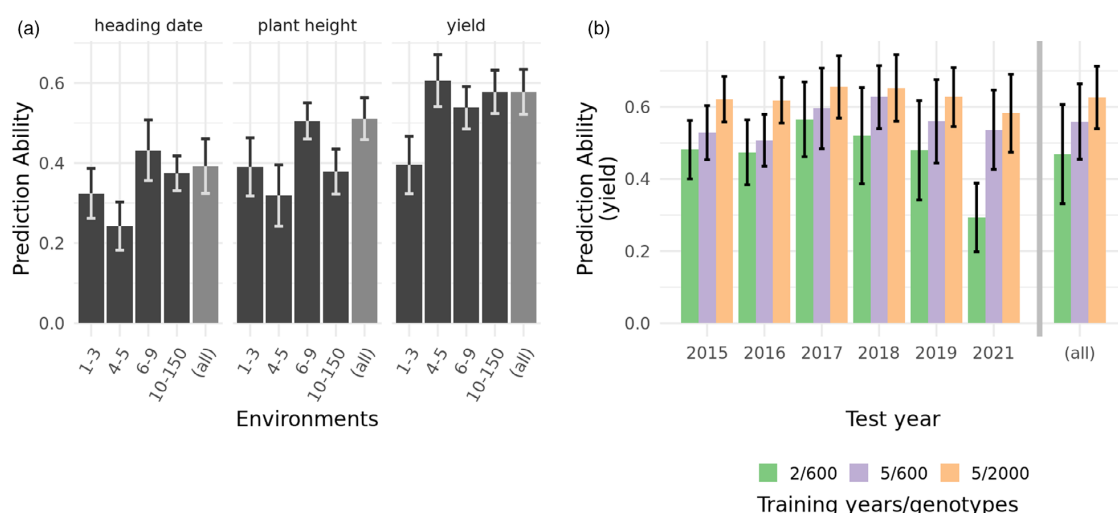 (a)
heading date
plant height
yield
Prediction Ability
0.6
0.4
0.2
0.0
1-3
4-5
6-9
10-150
(all)
1-3
4-5
6-9
10-150
(all)
1-3
4-5
6-9
10-150
(all)
Environments
(b)
Prediction Ability
(yield)
0.6
0.4
0.2
0.0
2015
2016
2017
2018
2019
2021
(all)
Test year
2/600
5/600
5/2000
Training years/genotypes